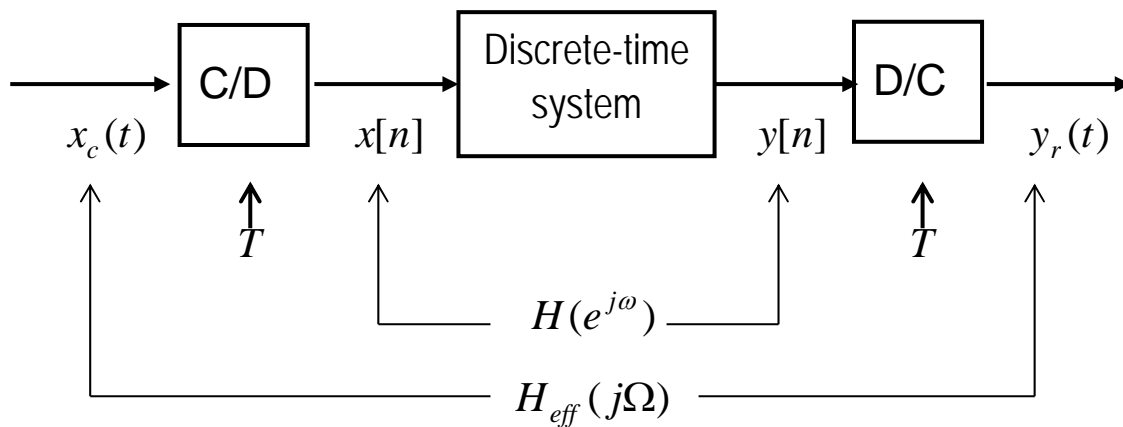 C/D
Discrete-time
system
D/C
x_c(t)
x[n]
y[n]
y_r(t)
T
T
H(e^{jω})
H_{eff}(jΩ)